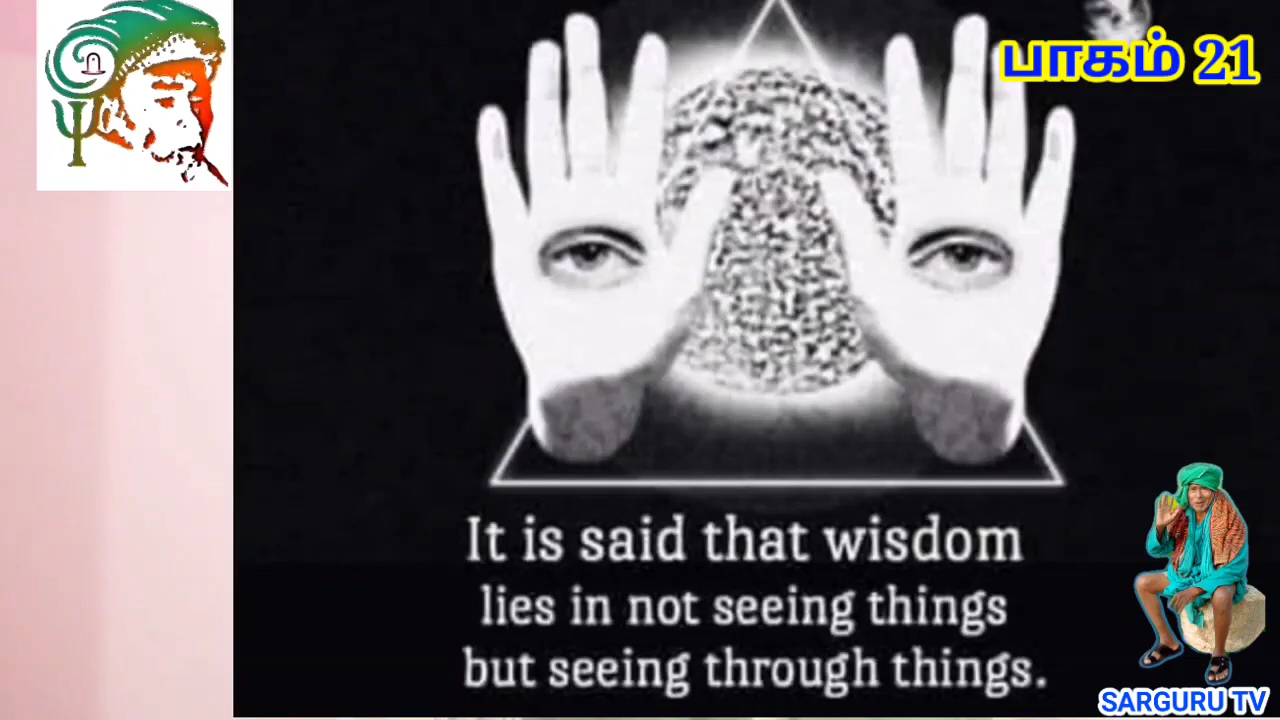 பாகம் 21
It is said that wisdom
lies in not seeing things
but seeing through things.
SARGURU TV